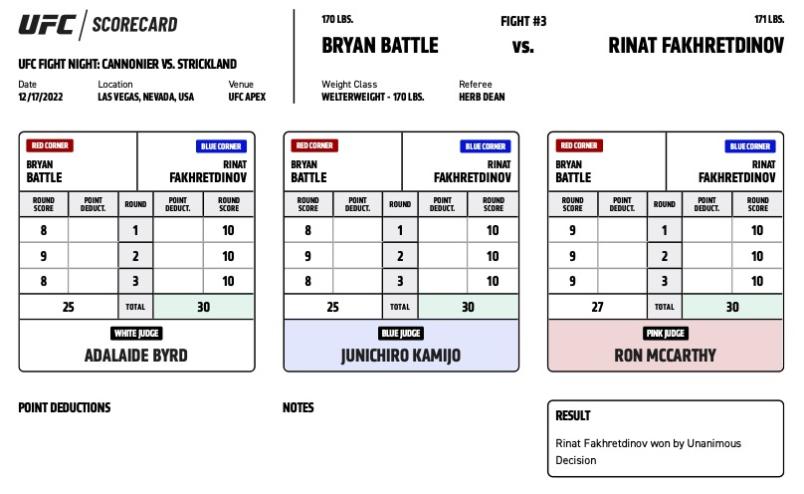 UFC SCORECARD
UFC FIGHT NIGHT: CANNONIER VS. STRICKLAND
Date Location Venue
12/17/2022 LAS VEGAS, NEVADA, USA UFC APEX
170 LBS. FIGHT #3 171 LBS.
BRYAN BATTLE VS. RINAT FAKHRETDINOV
Weight Class Referee
WELTERWEIGHT - 170 LBS. HERB DEAN
RED CORNER BLUE CORNER
BRYAN RINAT
BATTLE FAKHRETDINOV
ROUND SCORE POINT DEDUCT. ROUND POINT DEDUCT. ROUND SCORE
8 1 10
9 2 10
8 3 10
25 TOTAL 30
WHITE JUDGE
ADALAIDE BYRD
RED CORNER BLUE CORNER
BRYAN RINAT
BATTLE FAKHRETDINOV
ROUND SCORE POINT DEDUCT. ROUND POINT DEDUCT. ROUND SCORE
8 1 10
9 2 10
8 3 10
25 TOTAL 30
BLUE JUDGE
JUNICHIRO KAMIJO
RED CORNER BLUE CORNER
BRYAN RINAT
BATTLE FAKHRETDINOV
ROUND SCORE POINT DEDUCT. ROUND POINT DEDUCT. ROUND SCORE
9 1 10
9 2 10
9 3 10
27 TOTAL 30
PINK JUDGE
RON MCCARTHY
POINT DEDUCTIONS
NOTES
RESULT
Rinat Fakhretdinov won by Unanimous
Decision